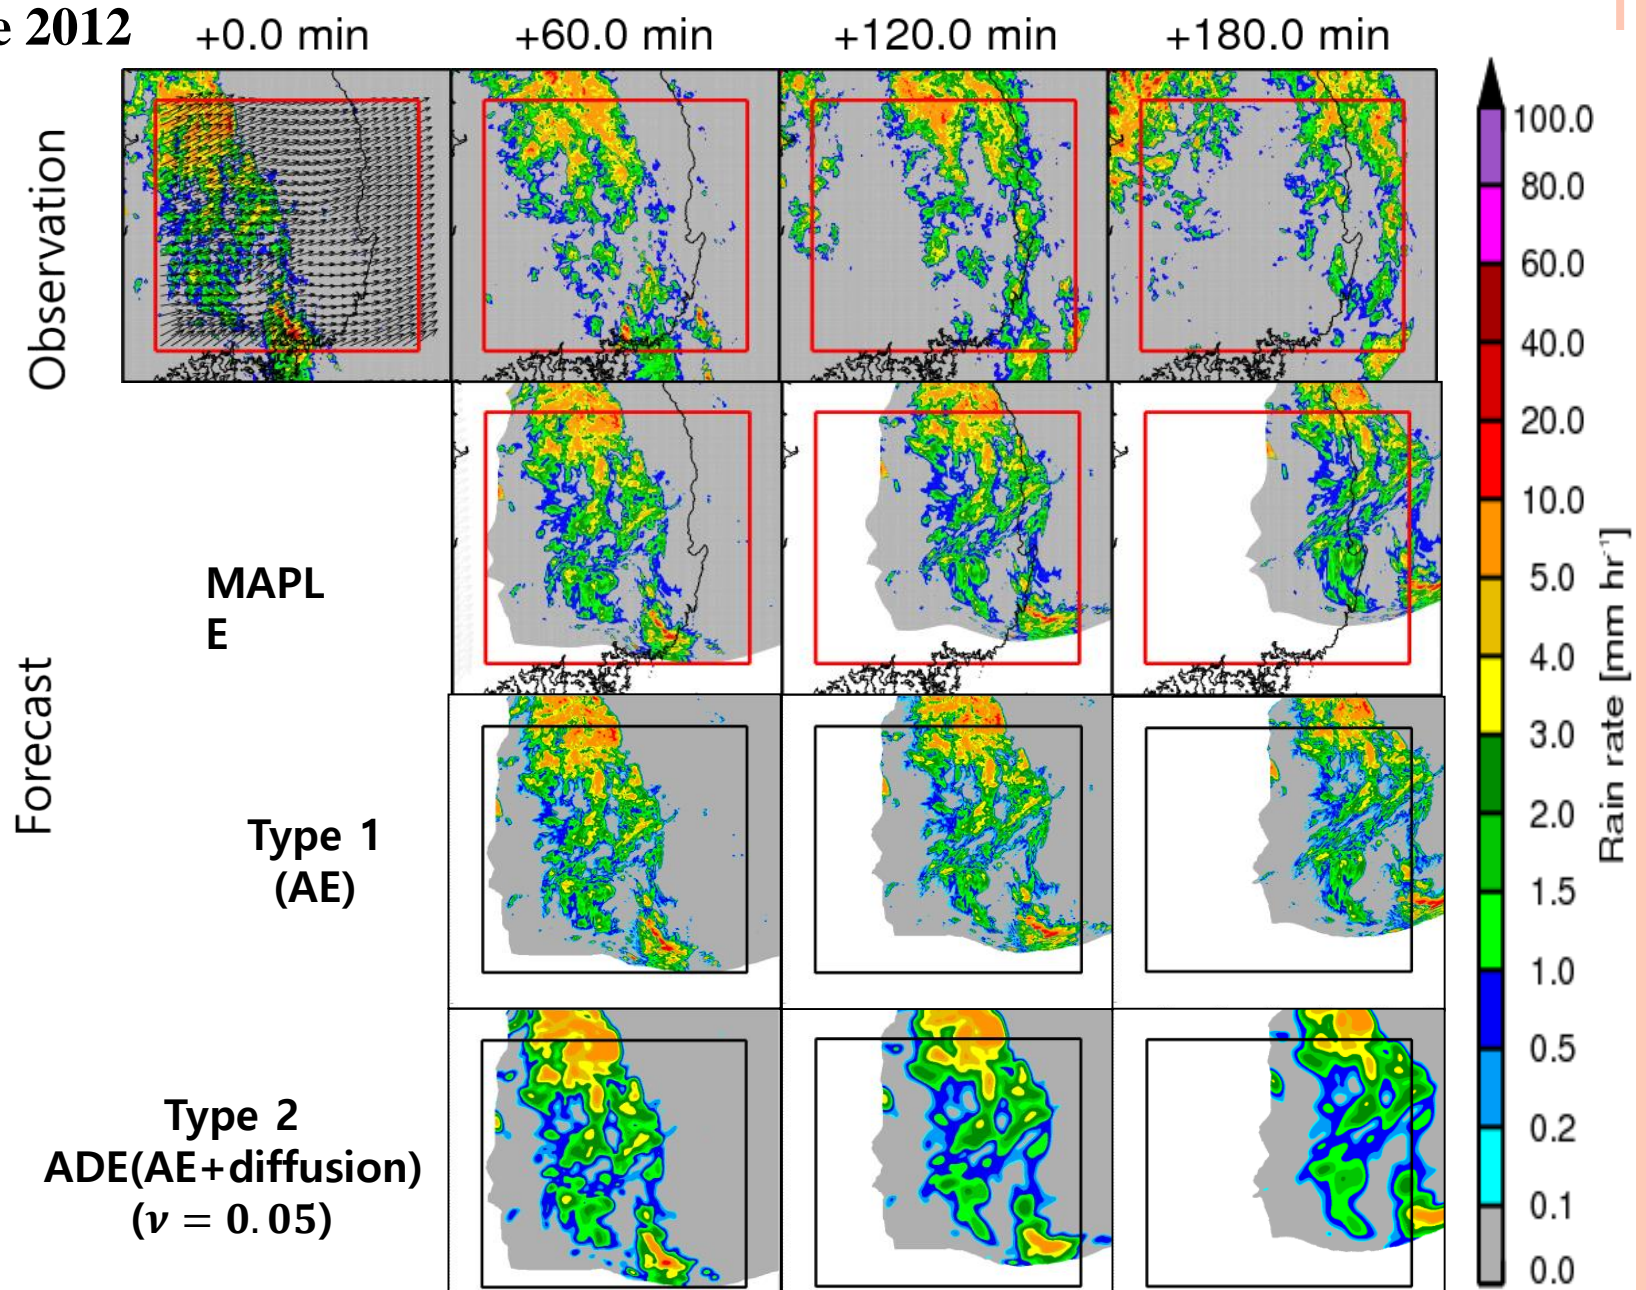 e 2012
+0.0 min
+60.0 min
+120.0 min
+180.0 min
Observation
Forecast
MAPL
E
Type 1
(AE)
Type 2
ADE(AE+diffusion)
(ν = 0.05)
100.0
80.0
60.0
40.0
20.0
10.0
5.0
4.0
3.0
2.0
1.5
1.0
0.5
0.2
0.1
0.0
Rain rate [mm hr⁻¹]